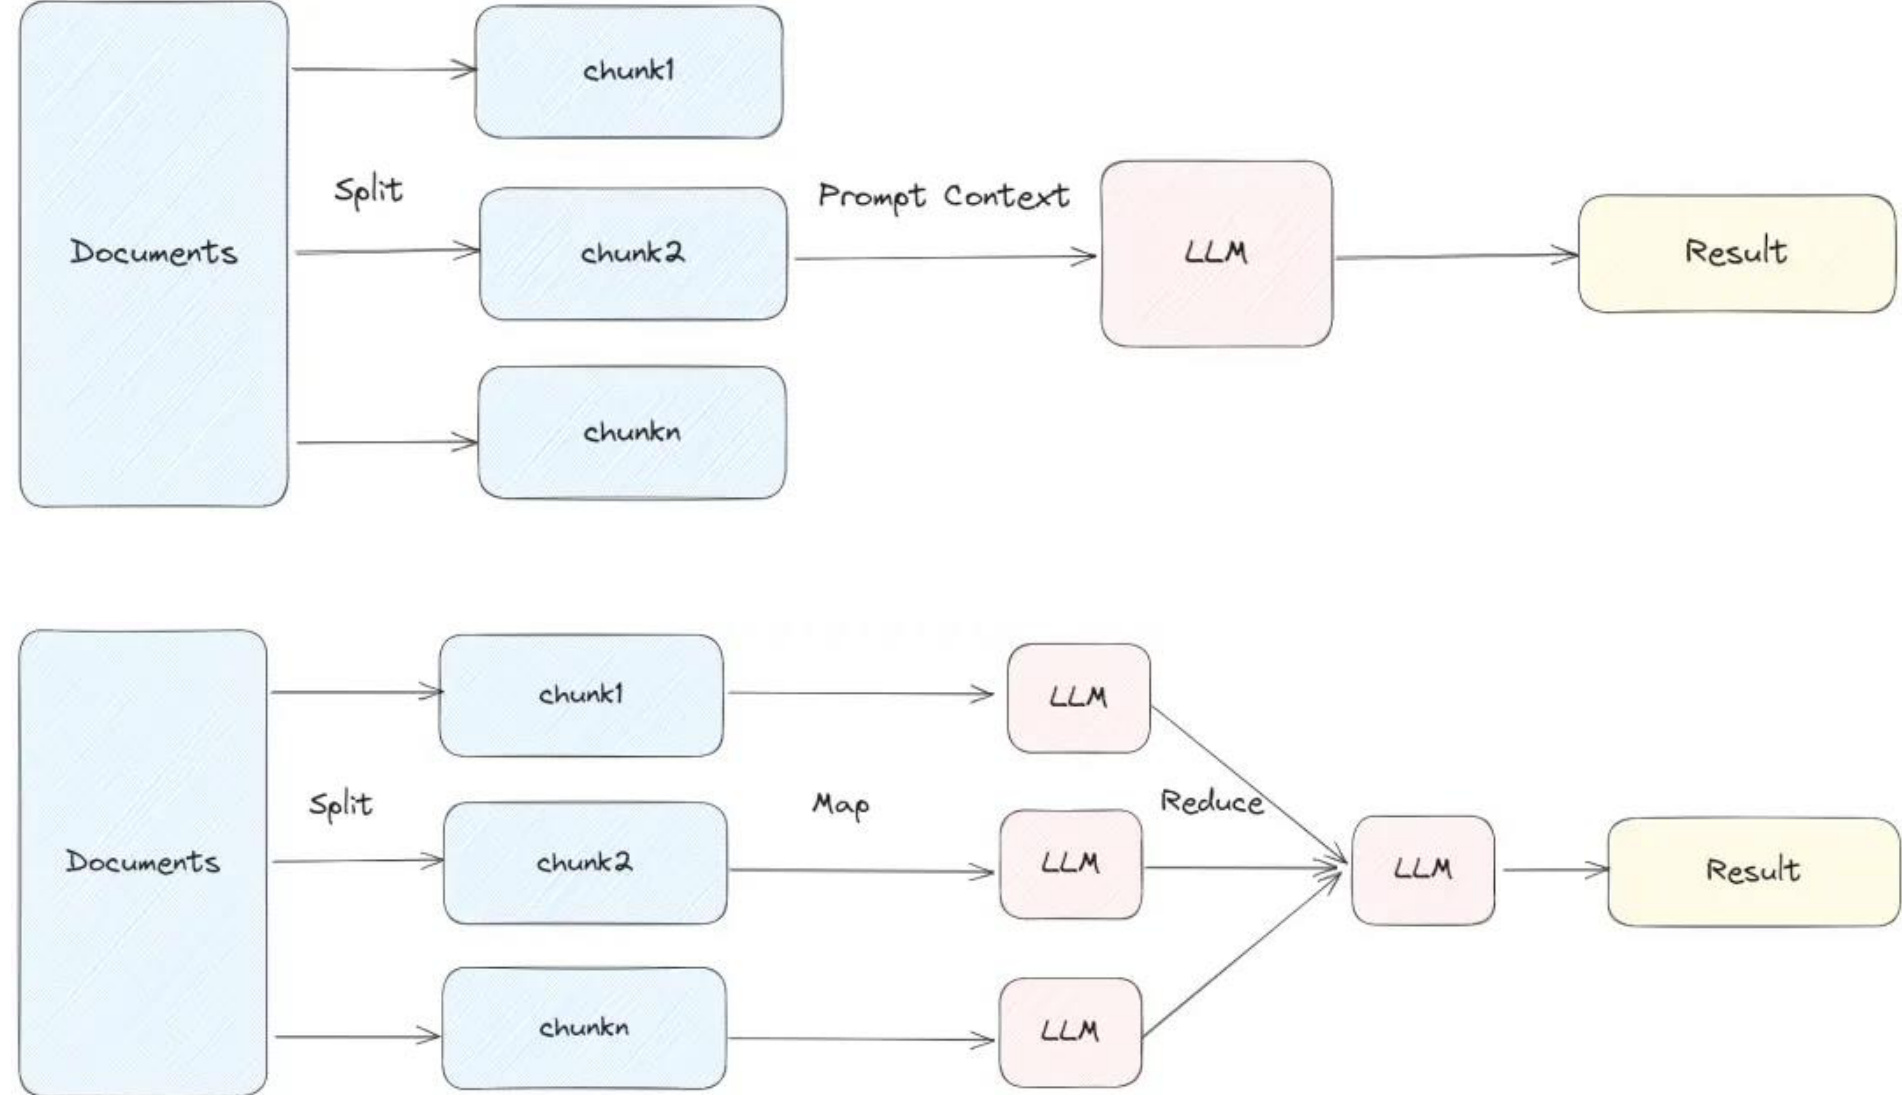 chunk1
Split
Prompt Context
Documents
chunk2
LLM
Result
chunkn
chunk1
LLM
Split
Map
Reduce
Documents
chunk2
LLM
LLM
Result
chunkn
LLM